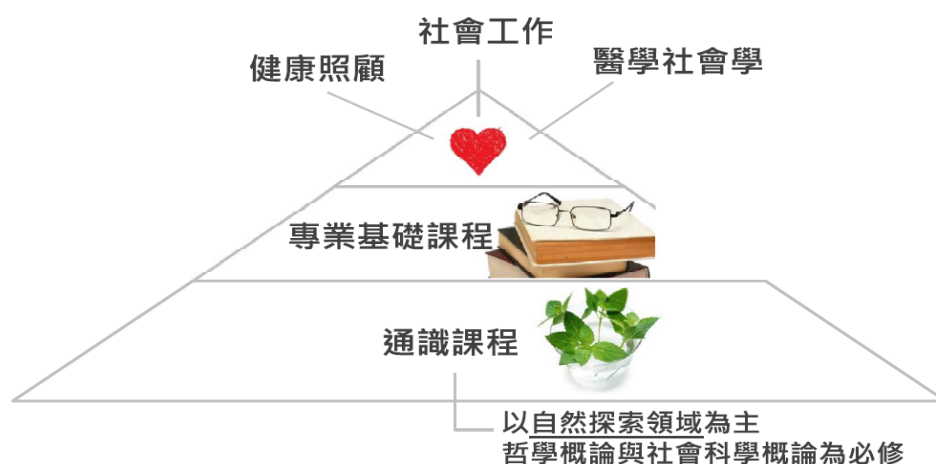 社會工作
健康照顧
醫學社會學
專業基礎課程
通識課程
以自然探索領域為主
哲學概論與社會科學概論為必修